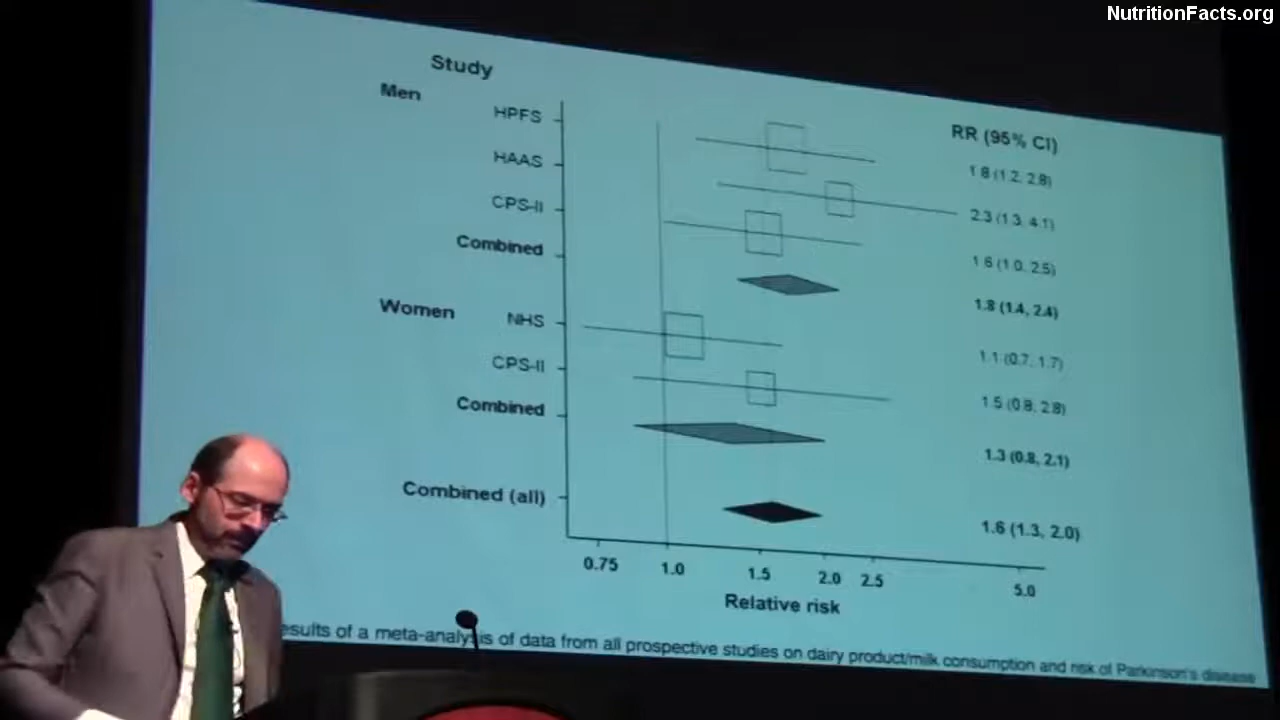 NutritionFacts.org
Study
Men
RR (95% CI)
HPFS
1.8 (1.2, 2.8)
HAAS
2.3 (1.3, 4.1)
CPS-II
1.6 (1.0, 2.5)
Combined
1.8 (1.4, 2.4)
Women
NHS
1.1 (0.7, 1.7)
CPS-II
1.5 (0.8, 2.8)
Combined
1.3 (0.8, 2.1)
Combined (all)
1.6 (1.3, 2.0)
0.75 1.0 1.5 2.0 2.5 5.0
Relative risk
esults of a meta-analysis of data from all prospective studies on dairy product/milk consumption and risk of Parkinson's disease